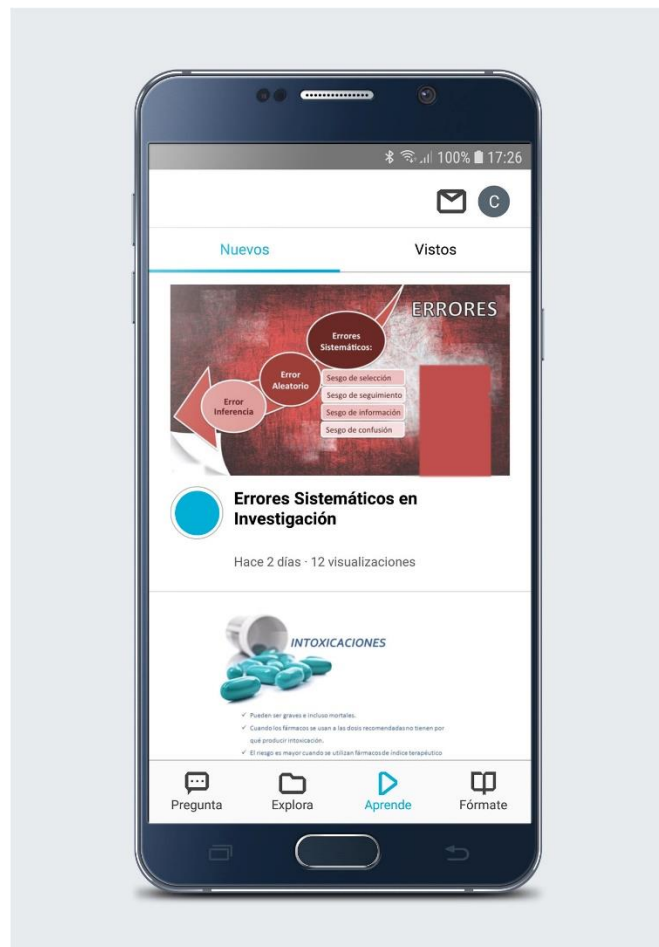 100% 17:26
C
Nuevos
Vistos
ERRORES
Errores
Sistemáticos:
Error
Aleatorio
Error
Inferencia
Sesgo de selección
Sesgo de seguimiento
Sesgo de información
Sesgo de confusión
Errores Sistemáticos en
Investigación
Hace 2 días · 12 visualizaciones
INTOXICACIONES
✓ Pueden ser graves e incluso mortales.
✓ Cuando los fármacos se usan a las dosis recomendadas no tienen por
qué producir intoxicación.
✓ El riesgo es mayor cuando se utilizan fármacos de índice terapéutico
Pregunta
Explora
Aprende
Fórmate